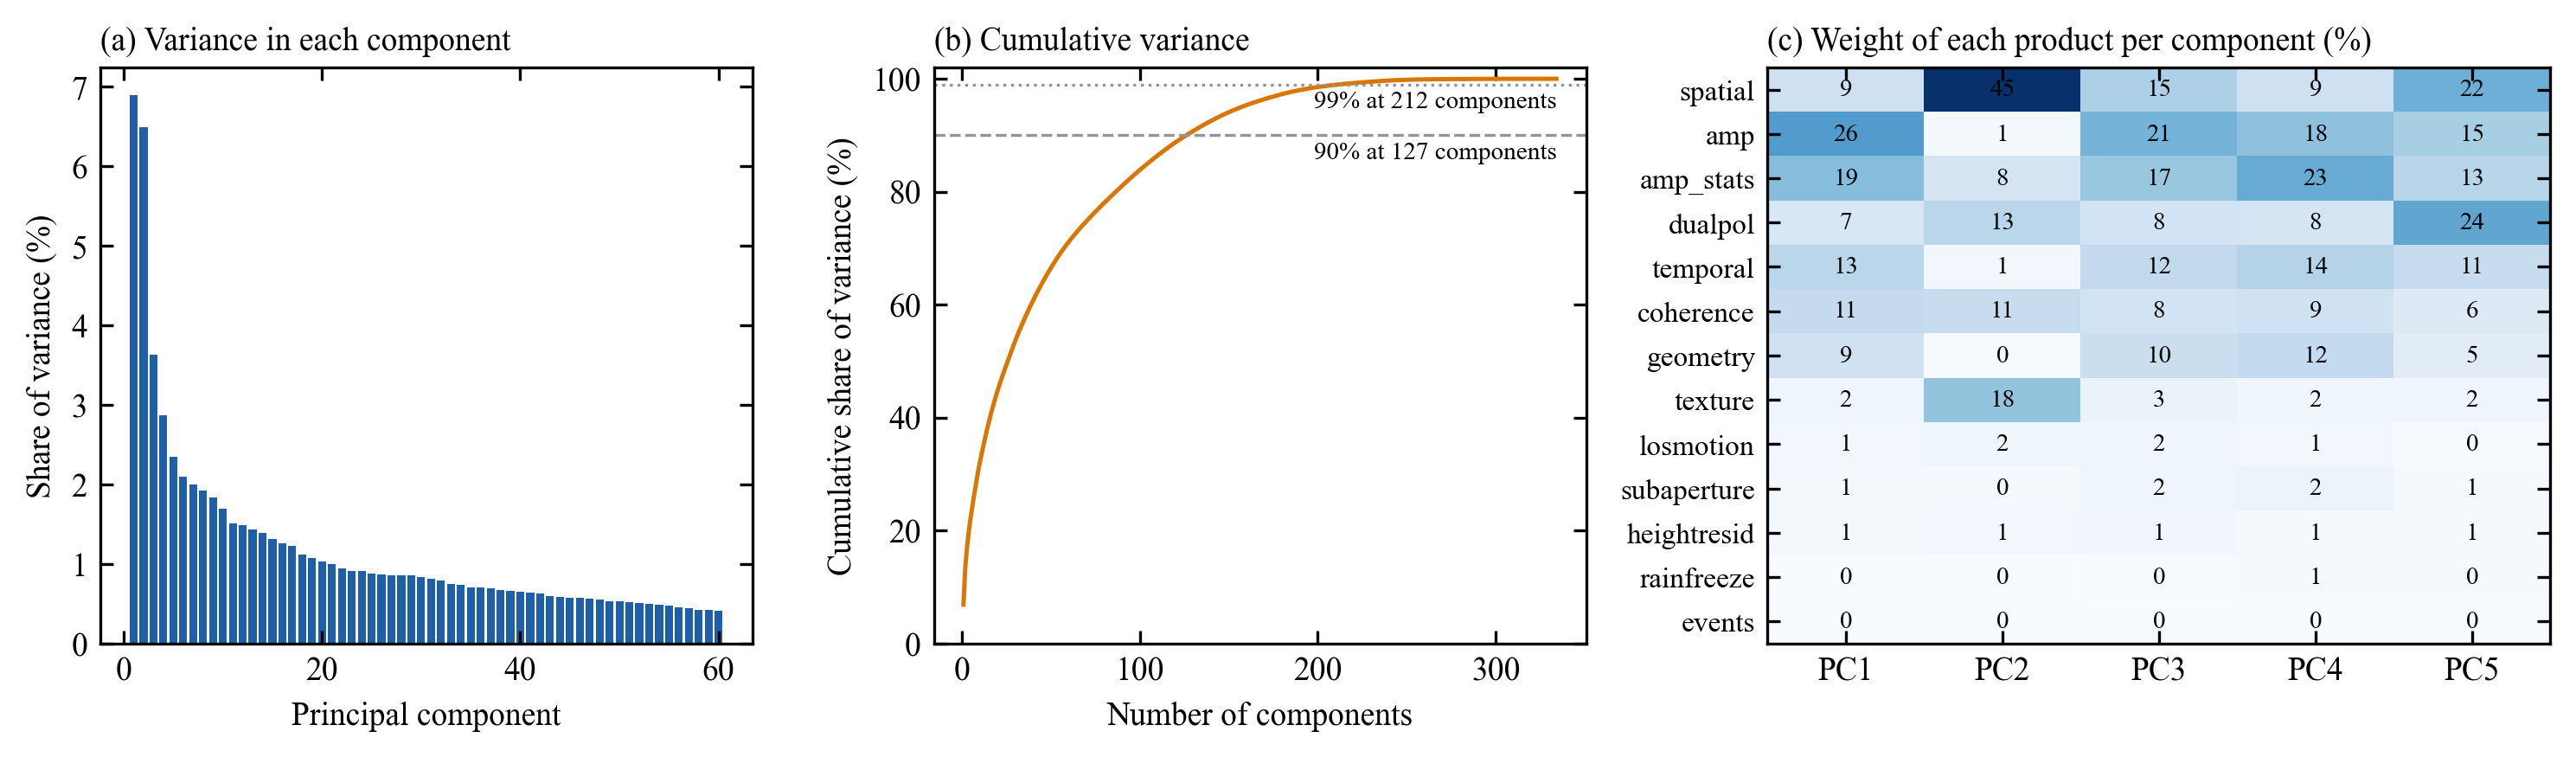 (a) Variance in each component
Share of variance (%)
7
6
5
4
3
2
1
0
0 20 40 60
Principal component
(b) Cumulative variance
Cumulative share of variance (%)
100
80
60
40
20
0
99% at 212 components
90% at 127 components
0 100 200 300
Number of components
(c) Weight of each product per component (%)
spatial 9 45 15 9 22
amp 26 1 21 18 15
amp_stats 19 8 17 23 13
dualpol 7 13 8 8 24
temporal 13 1 12 14 11
coherence 11 11 8 9 6
geometry 9 0 10 12 5
texture 2 18 3 2 2
losmotion 1 2 2 1 0
subaperture 1 0 2 2 1
heightresid 1 1 1 1 1
rainfreeze 0 0 0 1 0
events 0 0 0 0 0
PC1 PC2 PC3 PC4 PC5